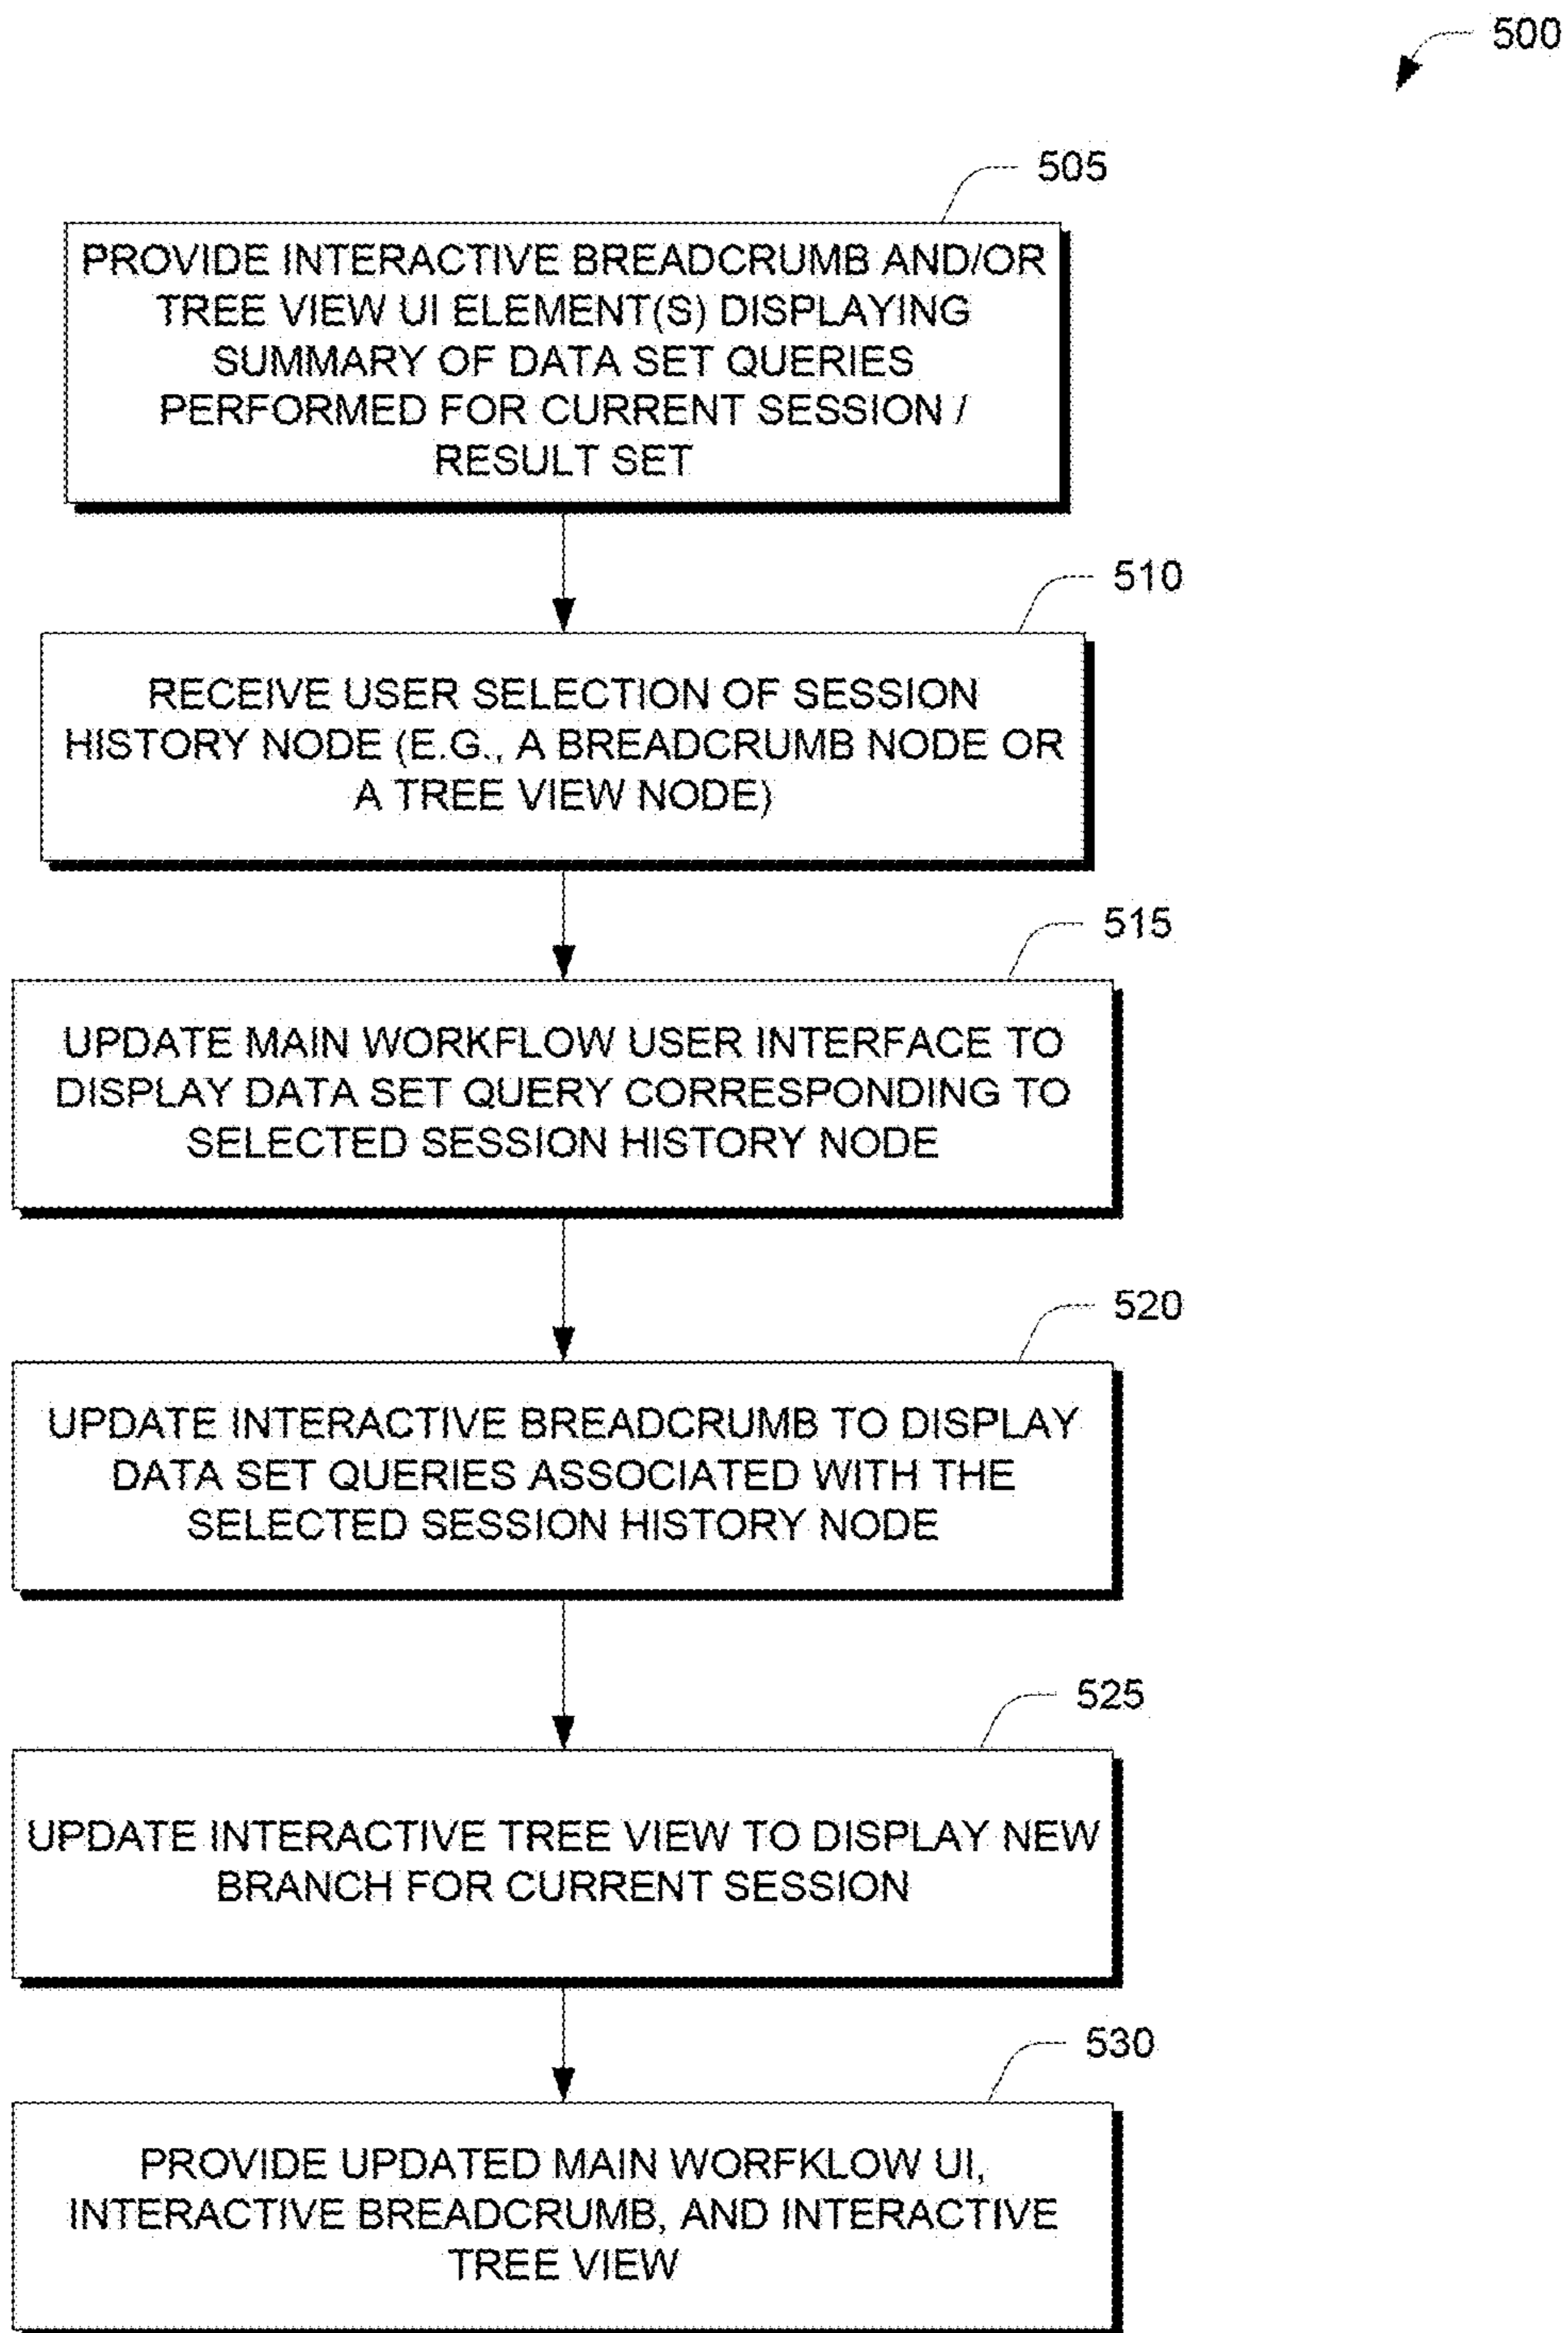 500
505
PROVIDE INTERACTIVE BREADCRUMB AND/OR
TREE VIEW UI ELEMENT(S) DISPLAYING
SUMMARY OF DATA SET QUERIES
PERFORMED FOR CURRENT SESSION /
RESULT SET
510
RECEIVE USER SELECTION OF SESSION
HISTORY NODE (E.G., A BREADCRUMB NODE OR
A TREE VIEW NODE)
515
UPDATE MAIN WORKFLOW USER INTERFACE TO
DISPLAY DATA SET QUERY CORRESPONDING TO
SELECTED SESSION HISTORY NODE
520
UPDATE INTERACTIVE BREADCRUMB TO DISPLAY
DATA SET QUERIES ASSOCIATED WITH THE
SELECTED SESSION HISTORY NODE
525
UPDATE INTERACTIVE TREE VIEW TO DISPLAY NEW
BRANCH FOR CURRENT SESSION
530
PROVIDE UPDATED MAIN WORFKLOW UI,
INTERACTIVE BREADCRUMB, AND INTERACTIVE
TREE VIEW